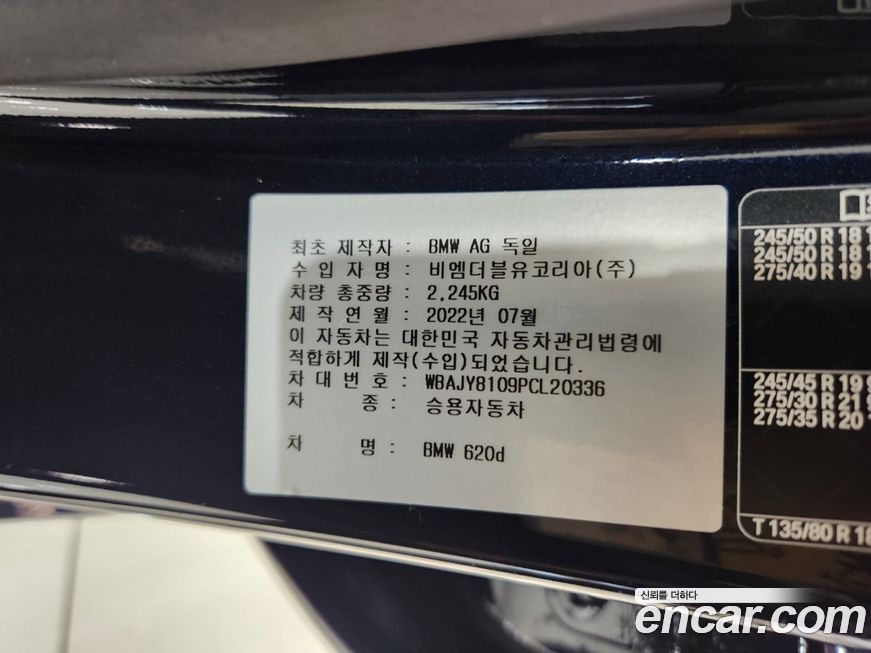 최초 제작자 : BMW AG 독일
수 입 자 명 : 비엠더블유코리아(주)
차량 총중량 : 2,245KG
제 작 연 월 : 2022년 07월
이 자동차는 대한민국 자동차관리법령에
적합하게 제작(수입)되었습니다.
차 대 번 호 : WBAJY8109PCL20336
차 종 : 승용자동차
차 명 : BMW 620d
245/50 R 18
245/50 R 18
275/40 R 19
245/45 R 19
275/30 R 21
275/35 R 20
T 135/80 R 18
신뢰를 더하다
encar.com